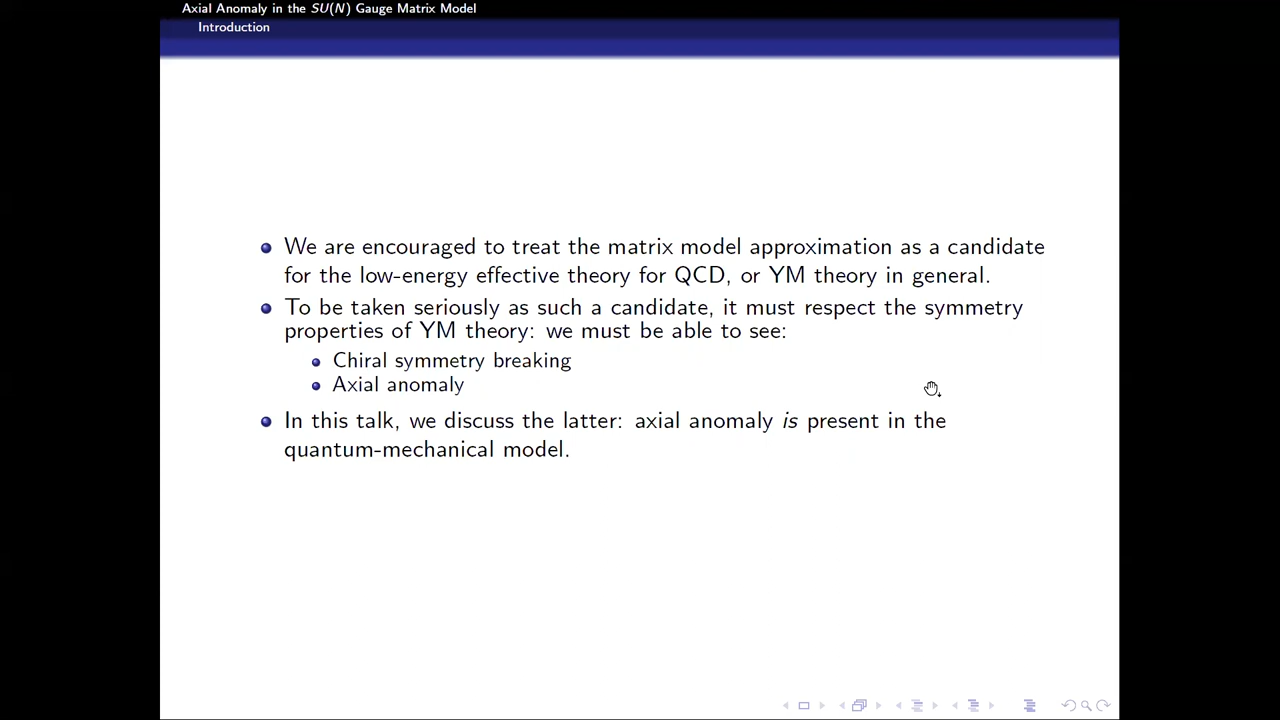 Axial Anomaly in the SU(N) Gauge Matrix Model
Introduction
We are encouraged to treat the matrix model approximation as a candidate
for the low-energy effective theory for QCD, or YM theory in general.
To be taken seriously as such a candidate, it must respect the symmetry
properties of YM theory: we must be able to see:
Chiral symmetry breaking
Axial anomaly
In this talk, we discuss the latter: axial anomaly is present in the
quantum-mechanical model.